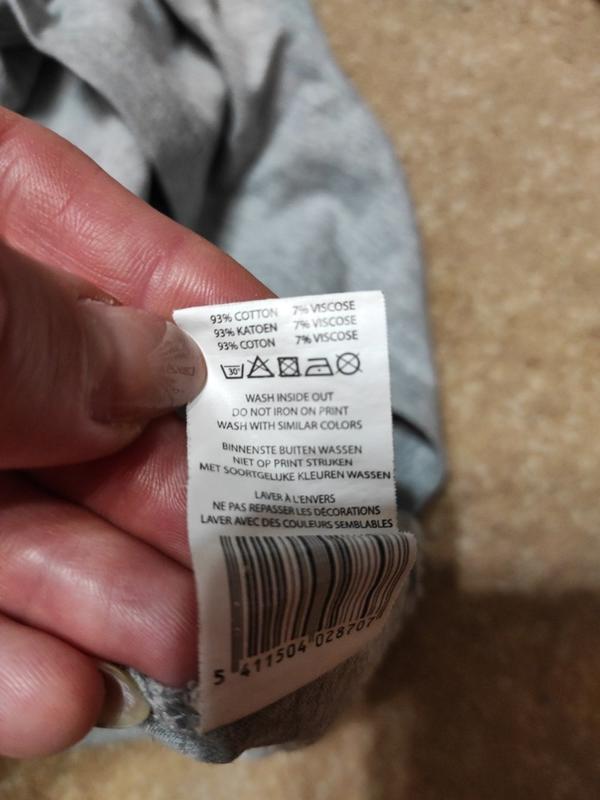 93% COTTON 7% VISCOSE
93% KATOEN 7% VISCOSE
93% COTON 7% VISCOSE
30°
WASH INSIDE OUT
DO NOT IRON ON PRINT
WASH WITH SIMILAR COLORS
BINNENSTE BUITEN WASSEN
NIET OP PRINT STRIJKEN
MET SOORTGELIJKE KLEUREN WASSEN
LAVER À L'ENVERS
NE PAS REPASSER LES DÉCORATIONS
LAVER AVEC DES COULEURS SEMBLABLES
5 411504 028707